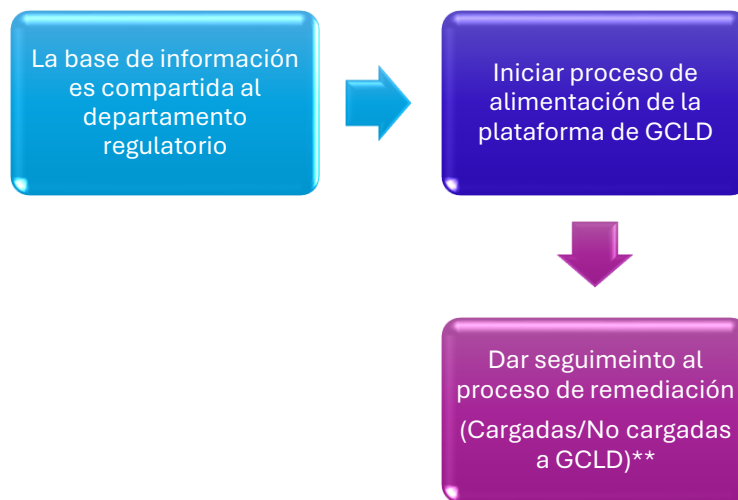 La base de información
es compartida al
departamento
regulatorio
Iniciar proceso de
alimentación de la
plataforma de GCLD
Dar seguimeinto al
proceso de remediación
(Cargadas/No cargadas
a GCLD)**